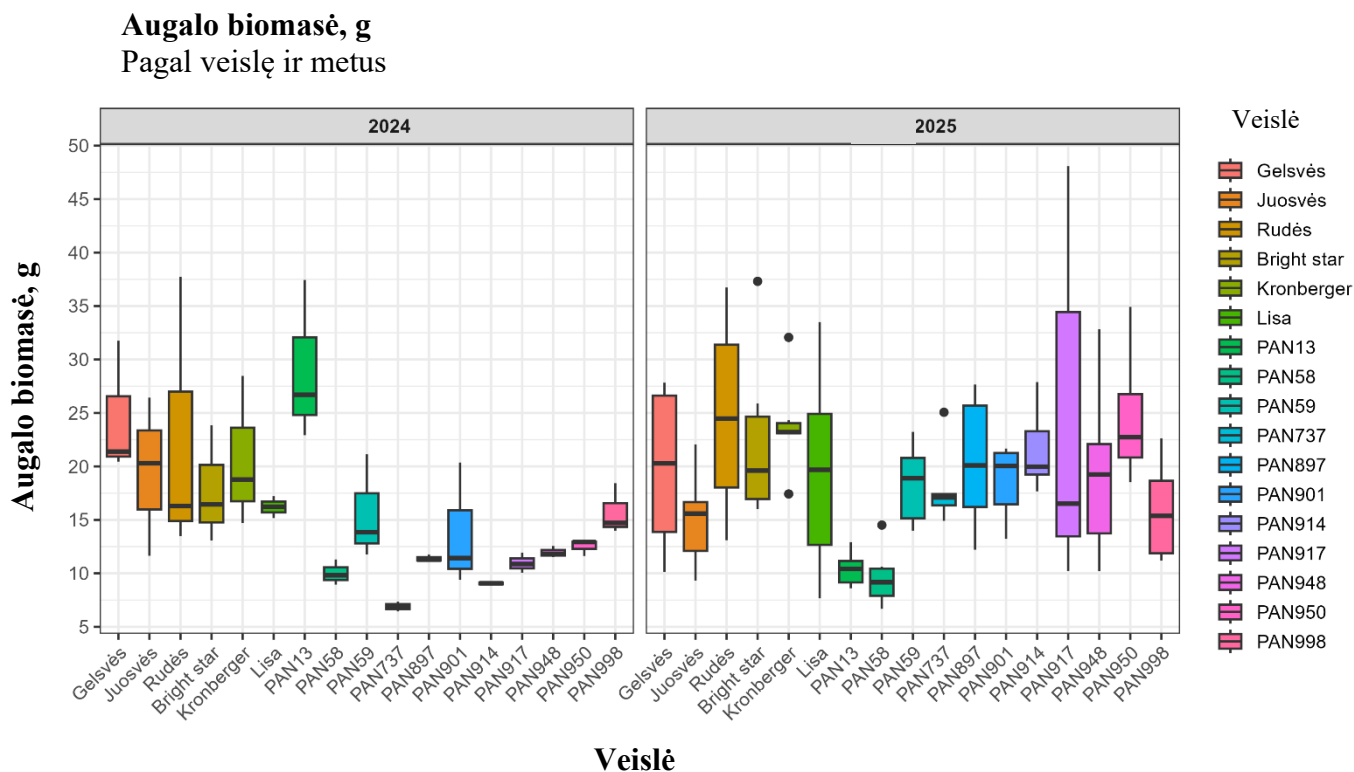 Augalo biomasė, g
Pagal veislę ir metus
2024
2025
Augalo biomasė, g
50
45
40
35
30
25
20
15
10
5
Gelsvės
Juosvės
Rudės
Bright star
Kronberger
Lisa
PAN13
PAN58
PAN59
PAN737
PAN897
PAN901
PAN914
PAN917
PAN948
PAN950
PAN998
Gelsvės
Juosvės
Rudės
Bright star
Kronberger
Lisa
PAN13
PAN58
PAN59
PAN737
PAN897
PAN901
PAN914
PAN917
PAN948
PAN950
PAN998
Veislė
Veislė
Gelsvės
Juosvės
Rudės
Bright star
Kronberger
Lisa
PAN13
PAN58
PAN59
PAN737
PAN897
PAN901
PAN914
PAN917
PAN948
PAN950
PAN998